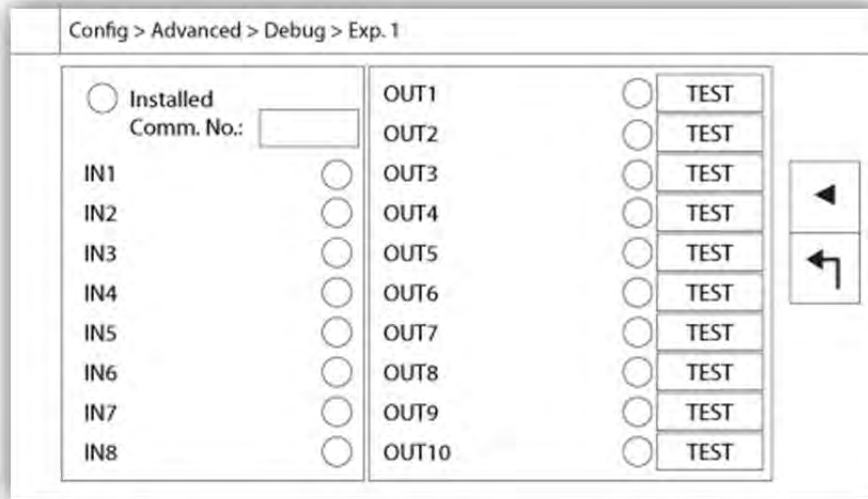 Config > Advanced > Debug > Exp. 1
Installed
Comm. No.:
IN1
IN2
IN3
IN4
IN5
IN6
IN7
IN8
OUT1 TEST
OUT2 TEST
OUT3 TEST
OUT4 TEST
OUT5 TEST
OUT6 TEST
OUT7 TEST
OUT8 TEST
OUT9 TEST
OUT10 TEST